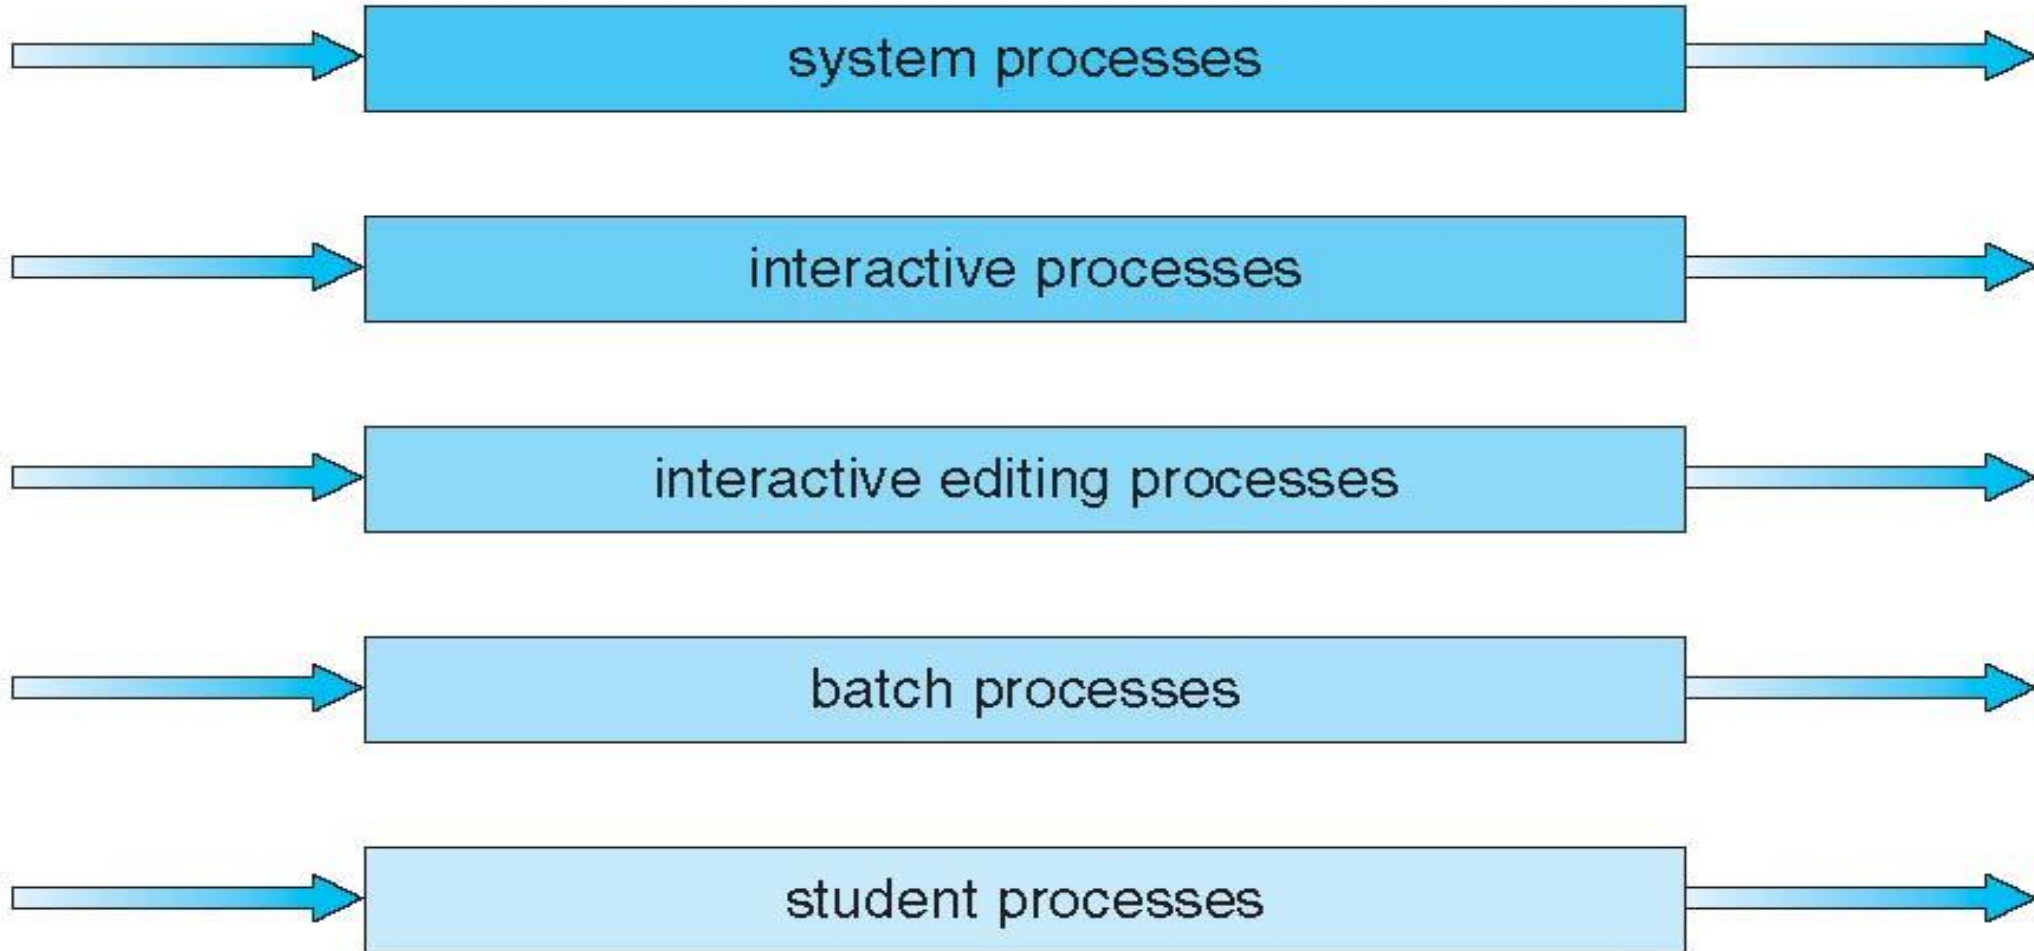 system processes
interactive processes
interactive editing processes
batch processes
student processes